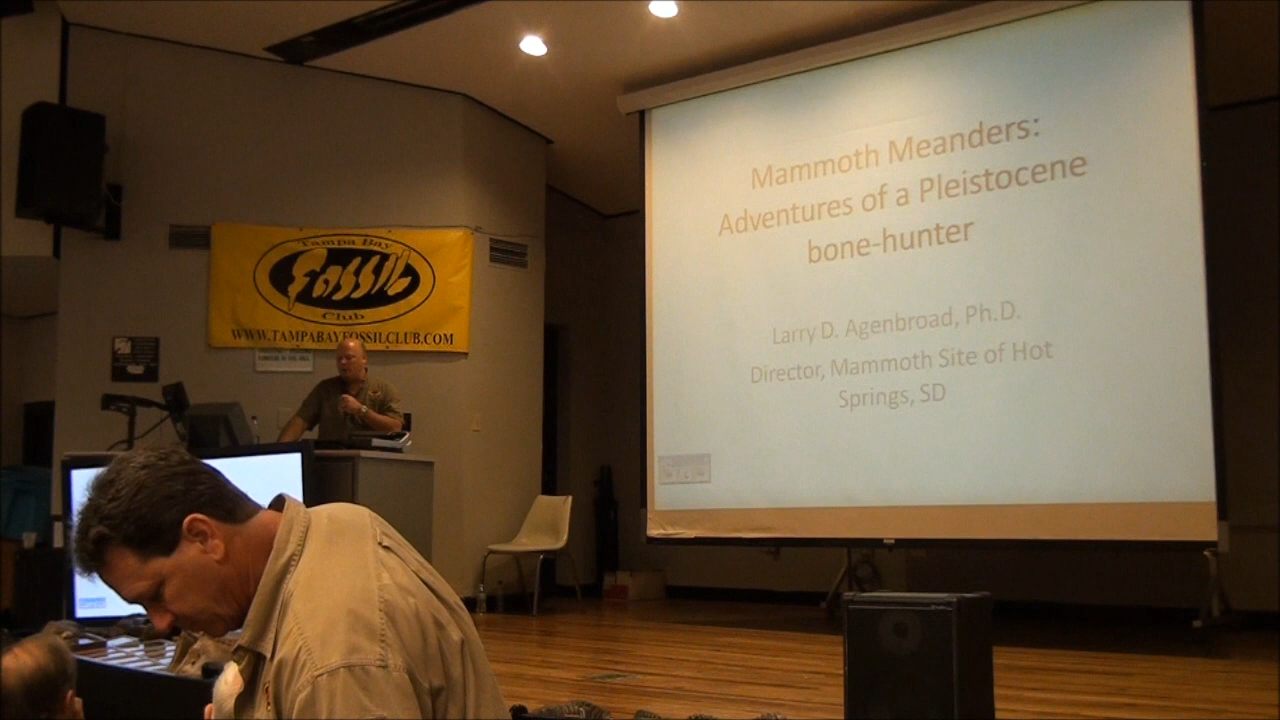 Tampa Bay
FOSSIL
Club
WWW.TAMPABAYFOSSILCLUB.COM
Mammoth Meanders:
Adventures of a Pleistocene
bone-hunter
Larry D. Agenbroad, Ph.D.
Director, Mammoth Site of Hot
Springs, SD